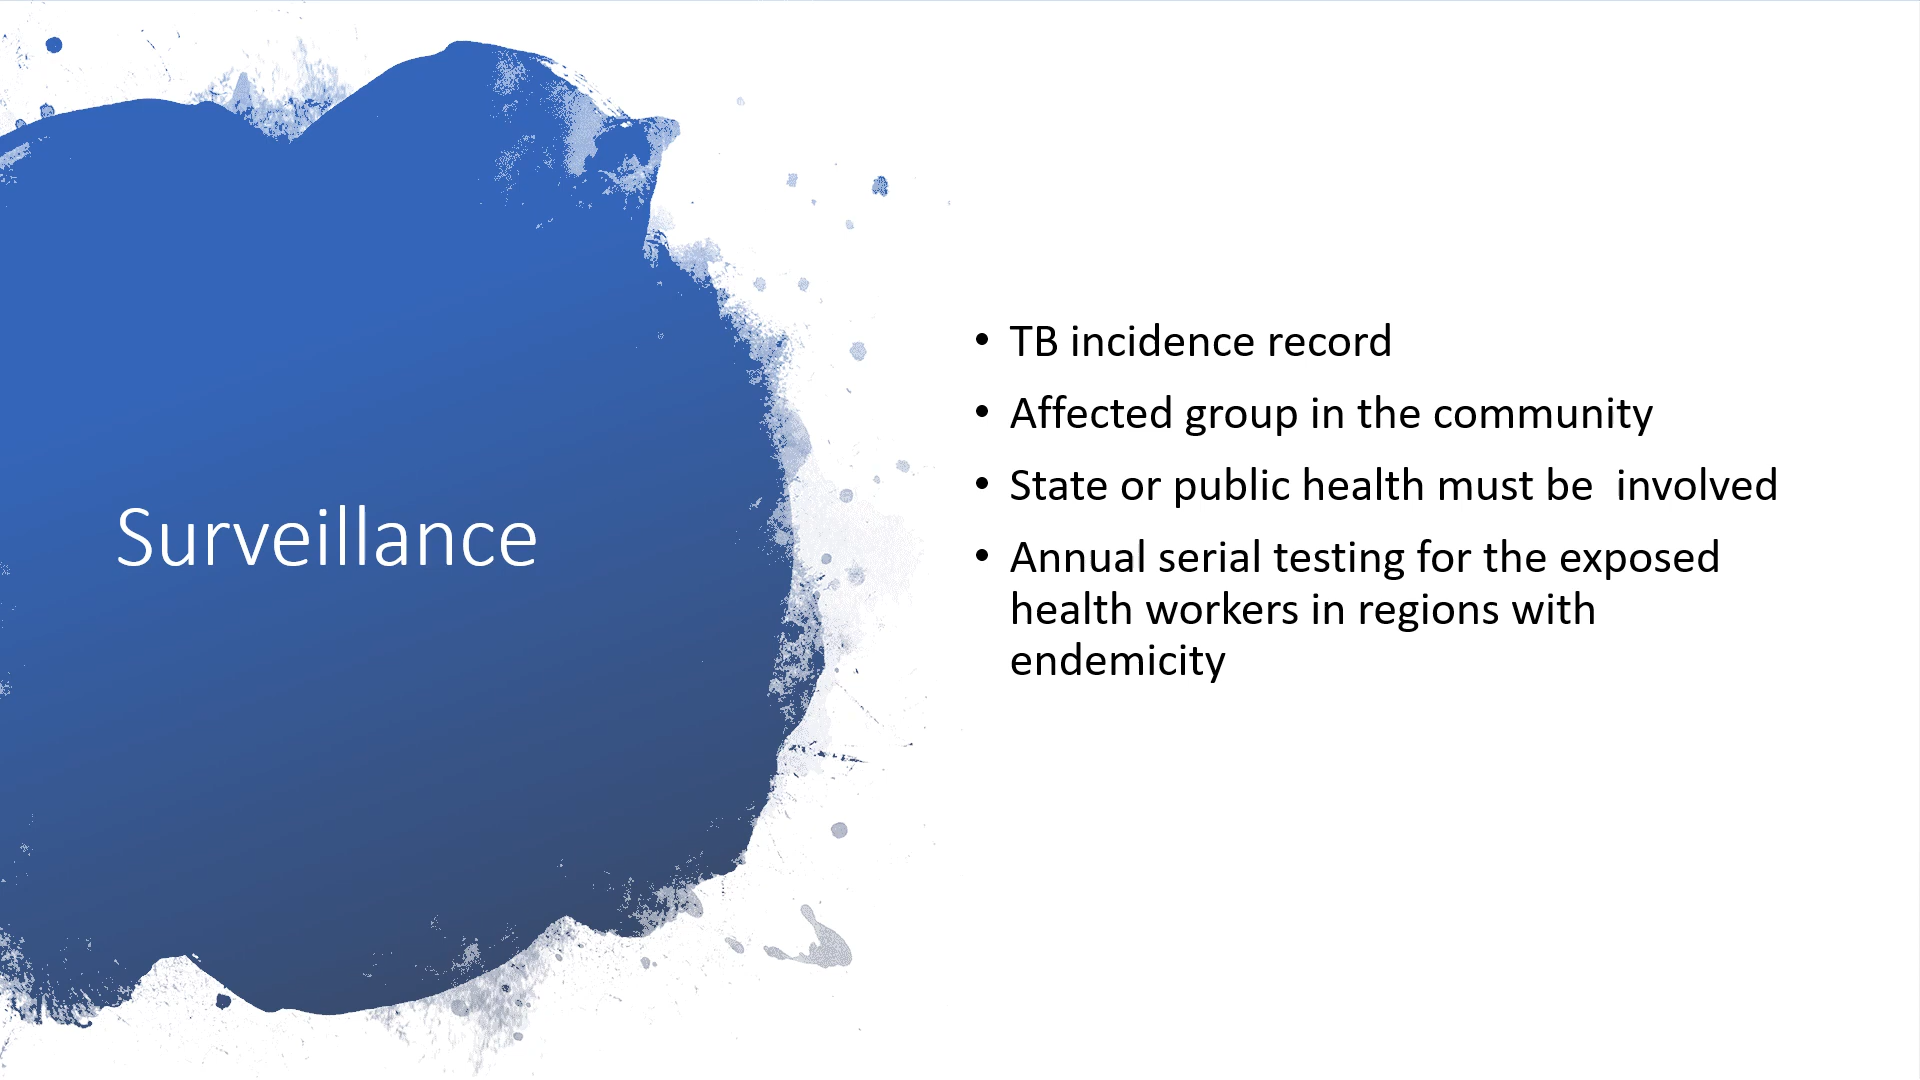 Surveillance
• TB incidence record
• Affected group in the community
• State or public health must be  involved
• Annual serial testing for the exposed
health workers in regions with
endemicity